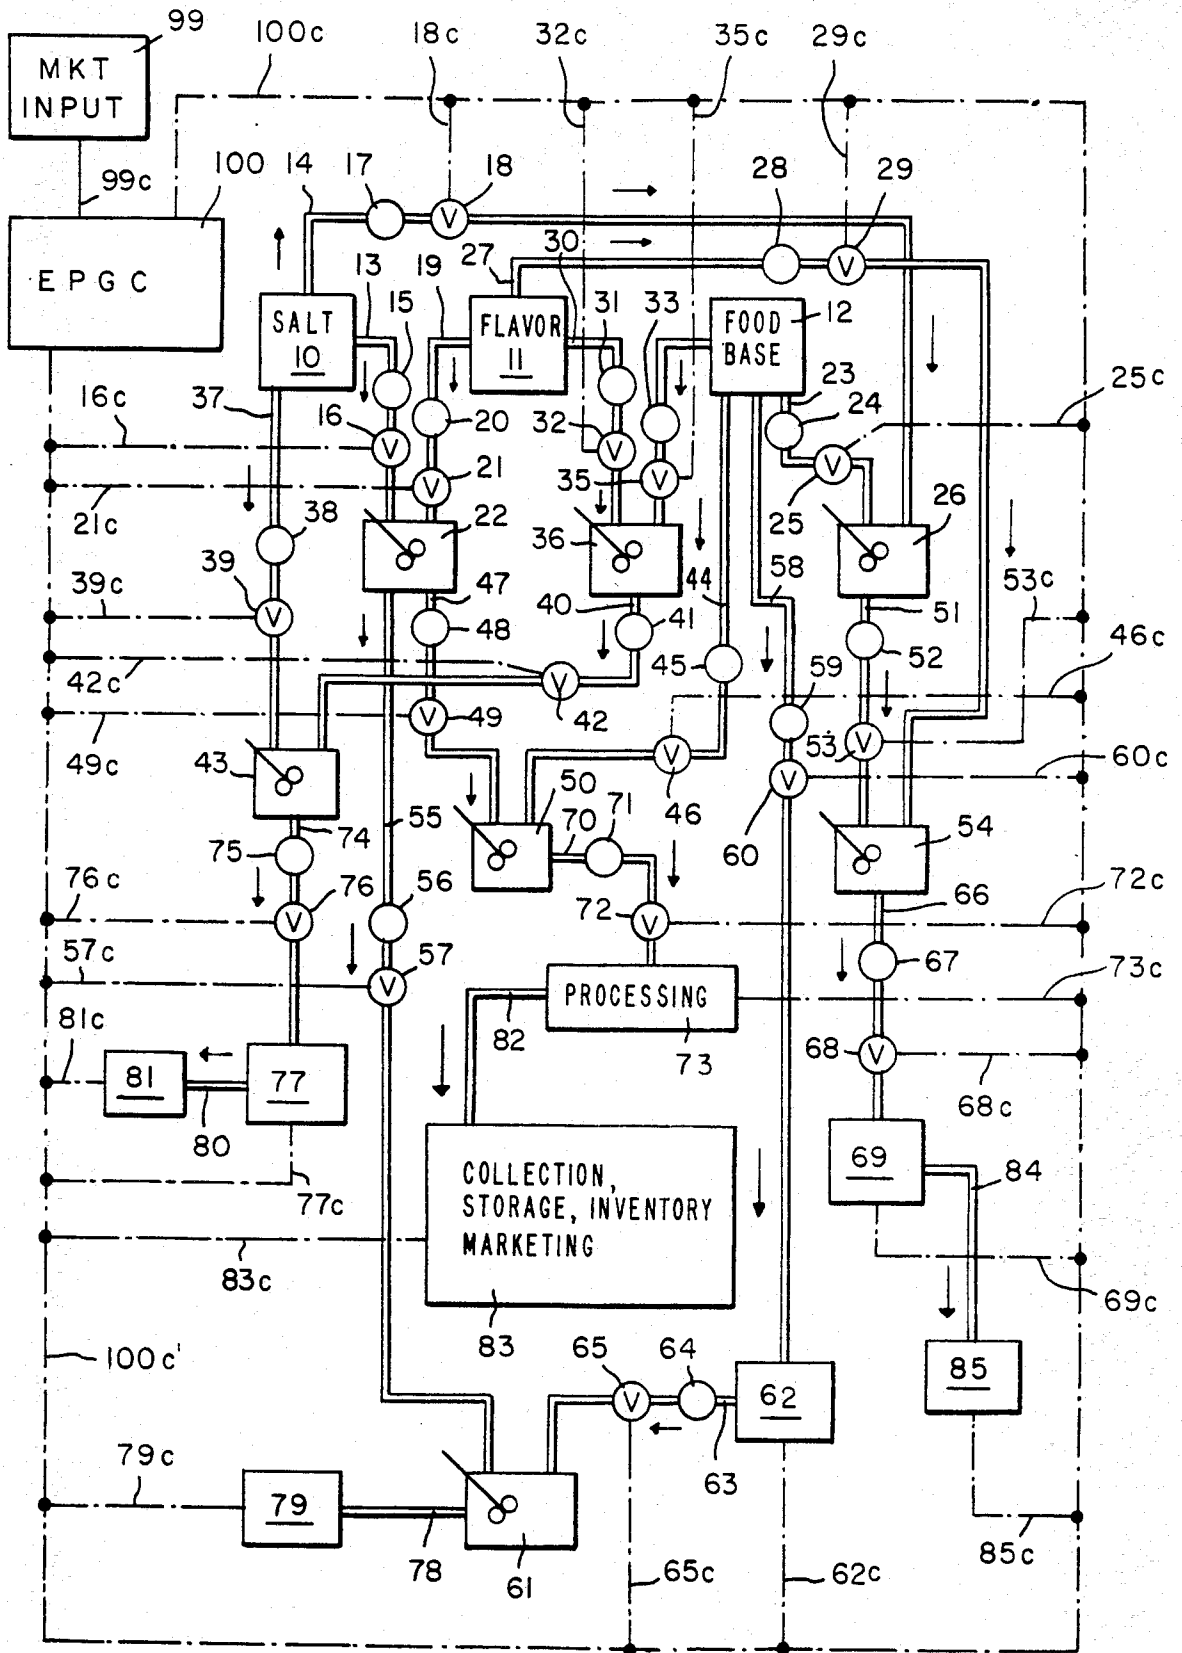 99
100c
18c
32c
35c
29c
MKT
INPUT
99c
100
14
17
18
V
28
29
V
EPGC
13
15
19
27
30
31
33
12
SALT
10
FLAVOR
11
FOOD
BASE
23
24
25c
16c
37
16
V
20
32
V
21
V
35
V
V
25
21c
38
22
36
26
39c
39
V
47
48
40
41
44
58
51
53c
52
42c
45
59
46c
V
42
49c
V
49
V
46
53
V
43
50
71
V
60
60c
55
70
54
74
75
56
72
V
66
72c
76c
V
76
57c
V
57
67
73c
PROCESSING
82
73
81c
81
77
80
68
V
68c
77c
COLLECTION,
STORAGE, INVENTORY
MARKETING
69
84
83c
69c
83
100c'
65
V
64
62
85
79c
63
79
78
61
65c
62c
85c